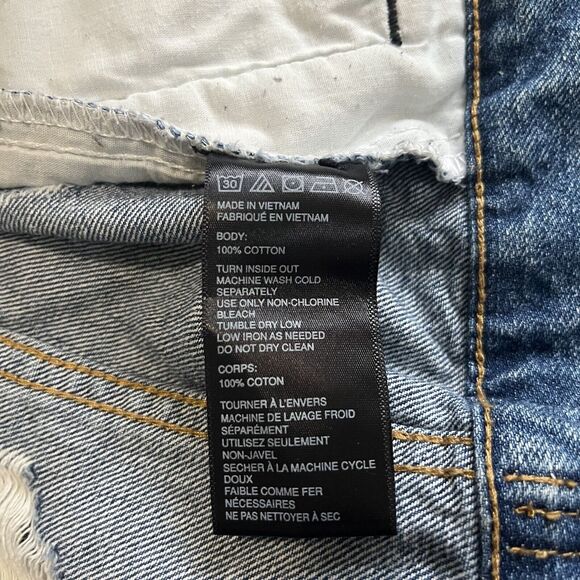 30
MADE IN VIETNAM
FABRIQUÉ EN VIETNAM
BODY:
100% COTTON
TURN INSIDE OUT
MACHINE WASH COLD
SEPARATELY
USE ONLY NON-CHLORINE
BLEACH
TUMBLE DRY LOW
LOW IRON AS NEEDED
DO NOT DRY CLEAN
CORPS:
100% COTON
TOURNER À L'ENVERS
MACHINE DE LAVAGE FROID
SÉPARÉMENT
UTILISEZ SEULEMENT
NON-JAVEL
SECHER À LA MACHINE CYCLE
DOUX
FAIBLE COMME FER
NÉCESSAIRES
NE PAS NETTOYER À SEC